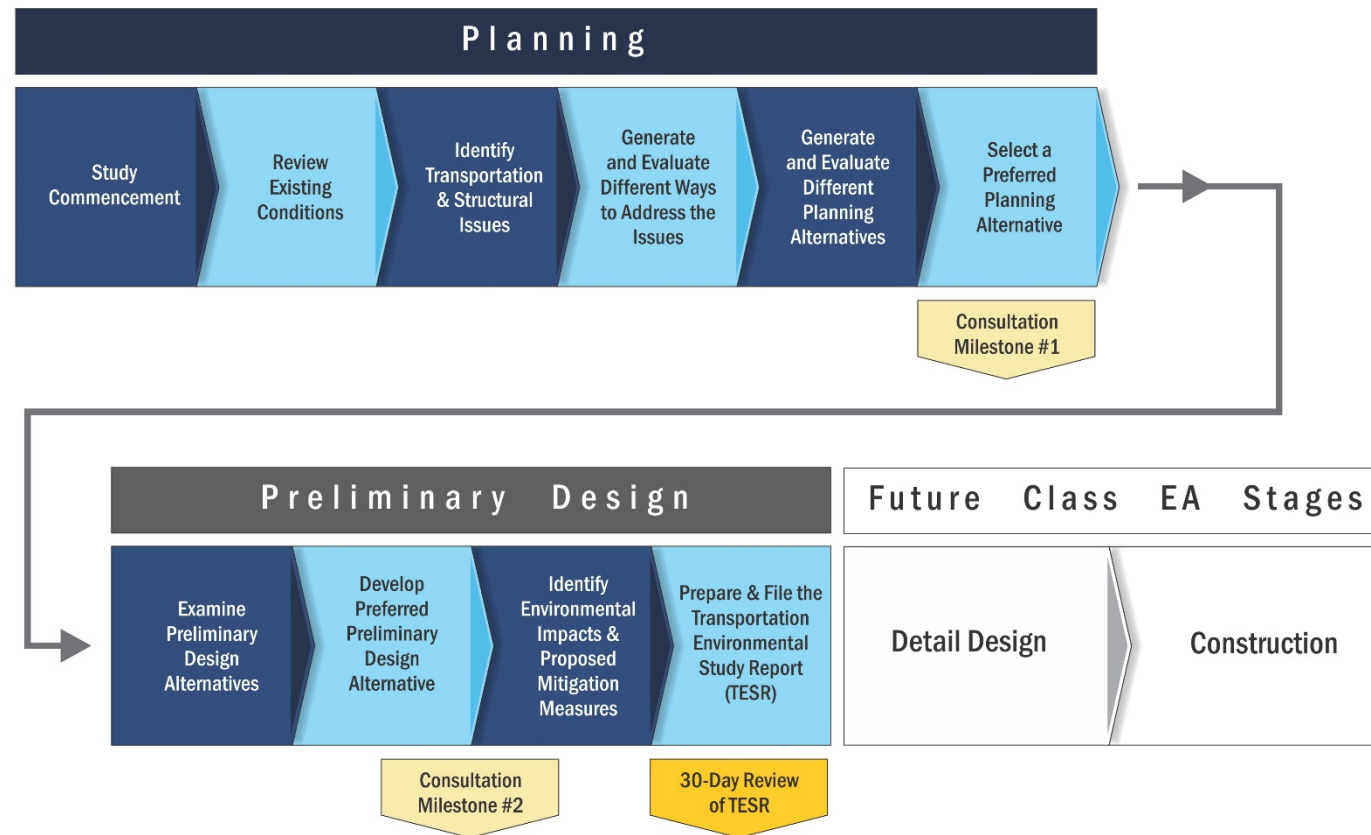 Planning
Study
Commencement
Review
Existing
Conditions
Identify
Transportation
& Structural
Issues
Generate
and Evaluate
Different Ways
to Address the
Issues
Generate
and Evaluate
Different
Planning
Alternatives
Select a
Preferred
Planning
Alternative
Consultation
Milestone #1
Preliminary Design
Future Class EA Stages
Examine
Preliminary
Design
Alternatives
Develop
Preferred
Preliminary
Design
Alternative
Identify
Environmental
Impacts &
Proposed
Mitigation
Measures
Prepare & File the
Transportation
Environmental
Study Report
(TESR)
Detail Design
Construction
Consultation
Milestone #2
30-Day Review
of TESR